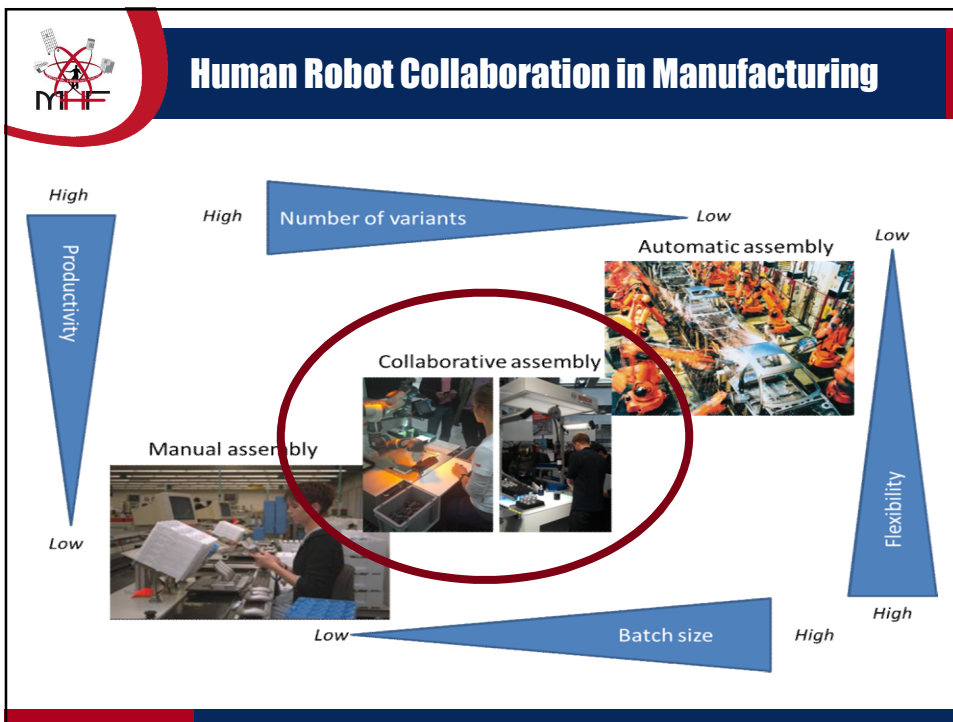 MHF
Human Robot Collaboration in Manufacturing
High
Productivity
Low
High
Number of variants
Low
Automatic assembly
Low
Flexibility
High
Collaborative assembly
Manual assembly
Low
Batch size
High